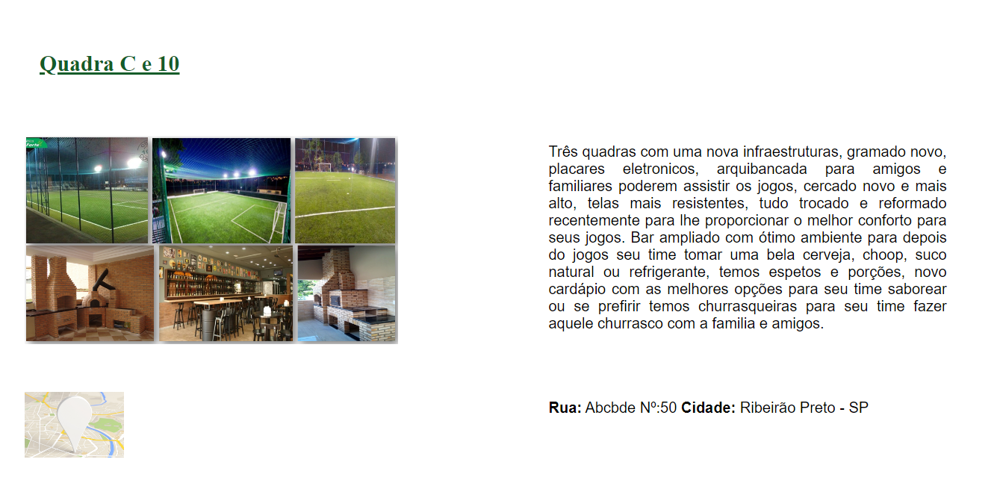 Quadra C e 10
Forte
Três quadras com uma nova infraestruturas, gramado novo,
placares eletronicos, arquibancada para amigos e
familiares poderem assistir os jogos, cercado novo e mais
alto, telas mais resistentes, tudo trocado e reformado
recentemente para lhe proporcionar o melhor conforto para
seus jogos. Bar ampliado com ótimo ambiente para depois
do jogos seu time tomar uma bela cerveja, choop, suco
natural ou refrigerante, temos espetos e porções, novo
cardápio com as melhores opções para seu time saborear
ou se prefirir temos churrasqueiras para seu time fazer
aquele churrasco com a familia e amigos.
Rua: Abcbde Nº:50 Cidade: Ribeirão Preto - SP